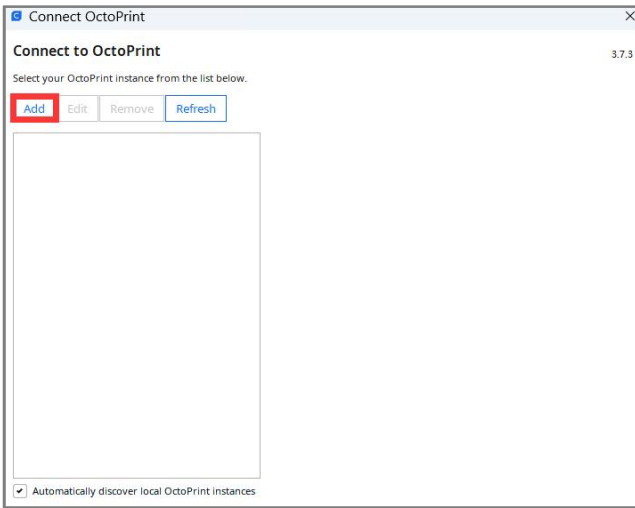 Connect OctoPrint
Connect to OctoPrint
3.7.3
Select your OctoPrint instance from the list below.
Add Edit Remove Refresh
Automatically discover local OctoPrint instances